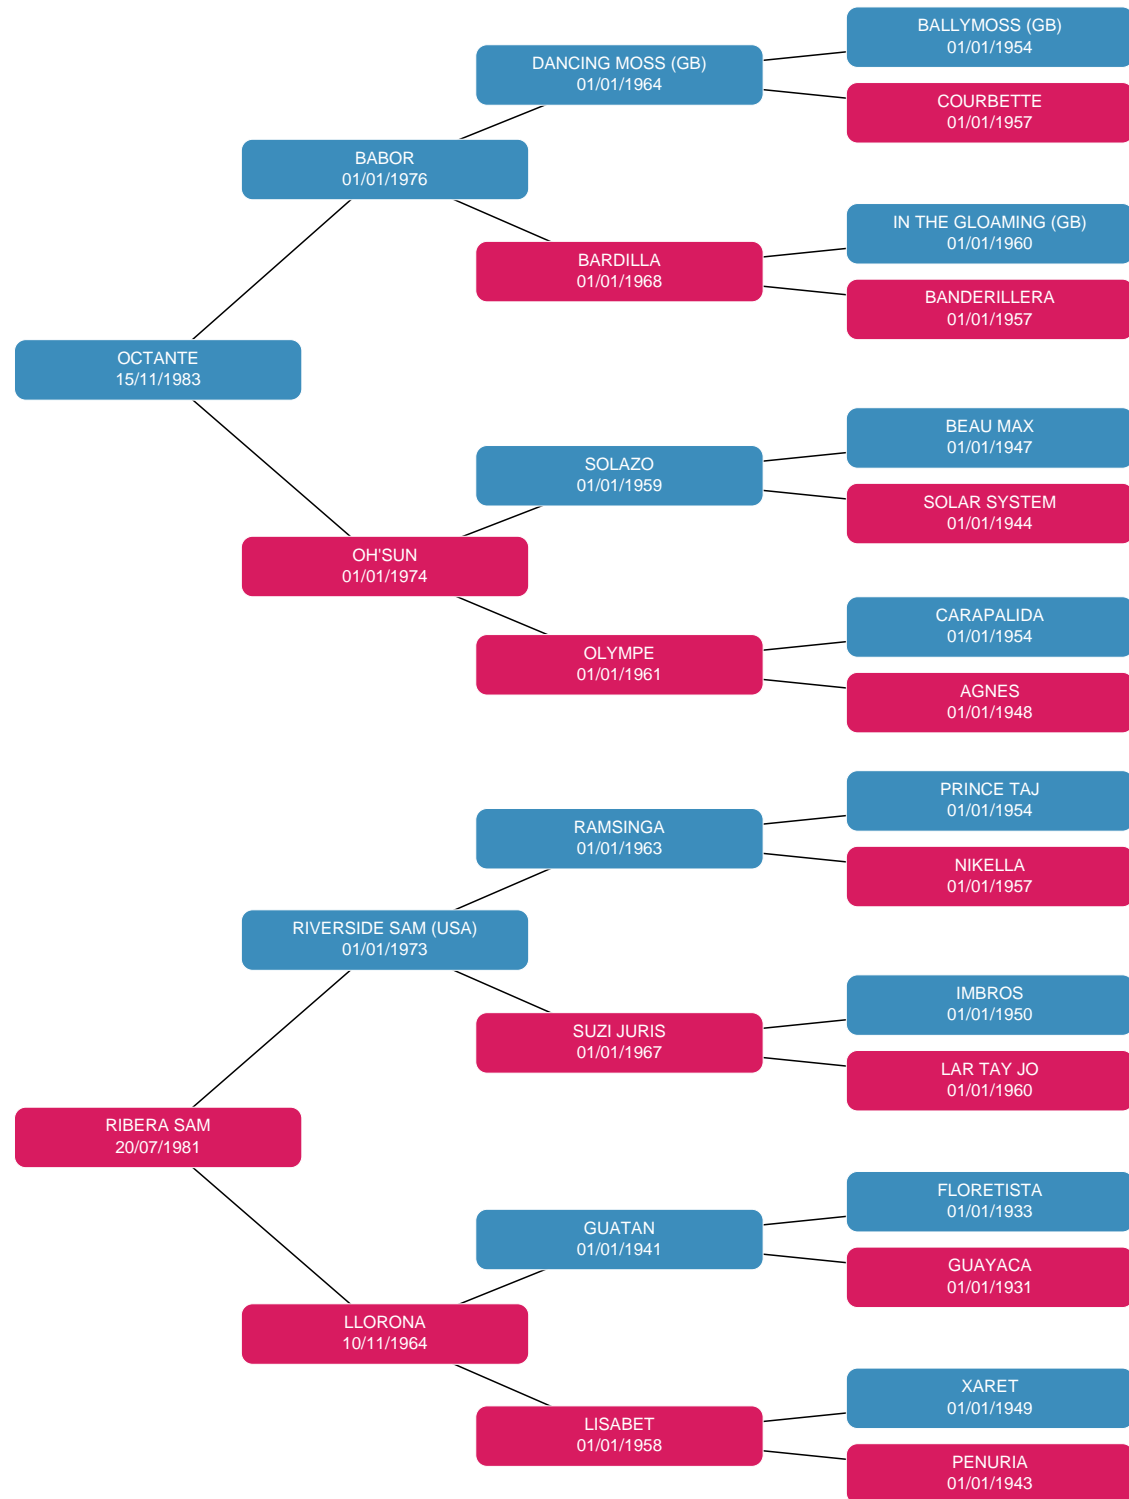 BALLYMOSS (GB)
01/01/1954
DANCING MOSS (GB)
01/01/1964
COURBETTE
01/01/1957
BABOR
01/01/1976
IN THE GLOAMING (GB)
01/01/1960
BARDILLA
01/01/1968
BANDERILLERA
01/01/1957
OCTANTE
15/11/1983
BEAU MAX
01/01/1947
SOLAZO
01/01/1959
SOLAR SYSTEM
01/01/1944
OH'SUN
01/01/1974
CARAPALIDA
01/01/1954
OLYMPE
01/01/1961
AGNES
01/01/1948
PRINCE TAJ
01/01/1954
RAMSINGA
01/01/1963
NIKELLA
01/01/1957
RIVERSIDE SAM (USA)
01/01/1973
IMBROS
01/01/1950
SUZI JURIS
01/01/1967
LAR TAY JO
01/01/1960
RIBERA SAM
20/07/1981
FLORETISTA
01/01/1933
GUATAN
01/01/1941
GUAYACA
01/01/1931
LLORONA
10/11/1964
XARET
01/01/1949
LISABET
01/01/1958
PENURIA
01/01/1943